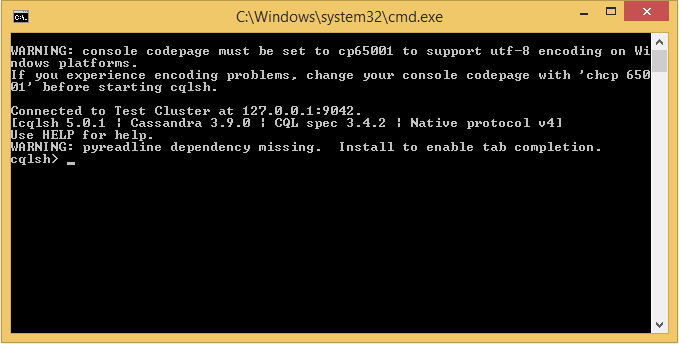 C:\Windows\system32\cmd.exe
WARNING: console codepage must be set to cp65001 to support utf-8 encoding on Wi
ndows platforms.
If you experience encoding problems, change your console codepage with 'chcp 650
01' before starting cqlsh.
Connected to Test Cluster at 127.0.0.1:9042.
[cqlsh 5.0.1 ¦ Cassandra 3.9.0 ¦ CQL spec 3.4.2 ¦ Native protocol v4]
Use HELP for help.
WARNING: pyreadline dependency missing.  Install to enable tab completion.
cqlsh> _